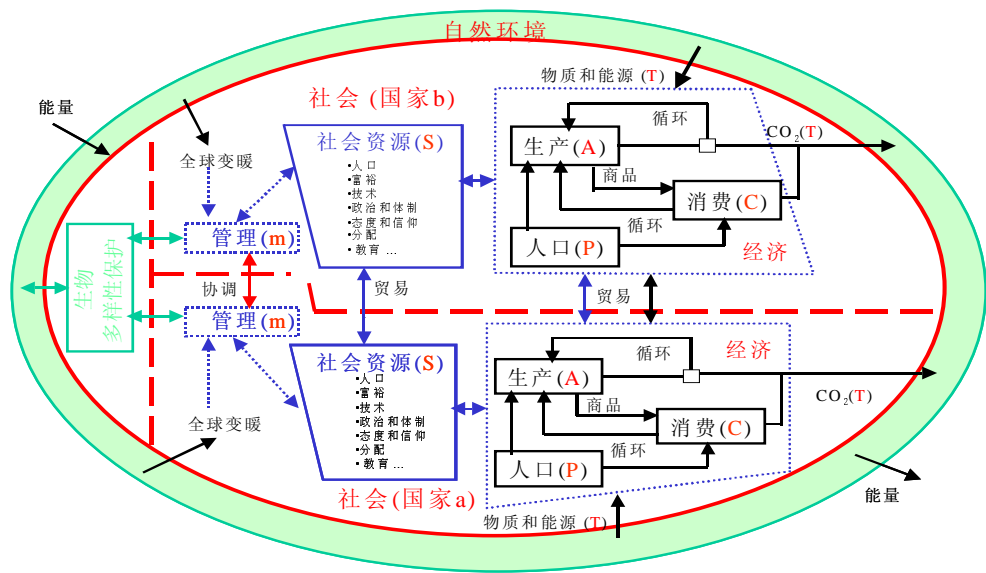 自然环境
物质和能源 (T)
社会 (国家b)
能量
循环
CO₂(T)
社会资源(S)
生产(A)
全球变暖
•人口
•富裕
•技术
•政治和体制
•态度和信仰
•分配
•教育 ...
商品
消费(C)
管理(m)
循环
人口(P)
经济
生物
多样性保护
协调
贸易
贸易
管理(m)
社会资源(S)
循环
经济
生产(A)
•人口
•富裕
•技术
•政治和体制
•态度和信仰
•分配
•教育 ...
CO₂(T)
商品
消费(C)
全球变暖
循环
人口(P)
社会(国家a)
物质和能源 (T)
能量